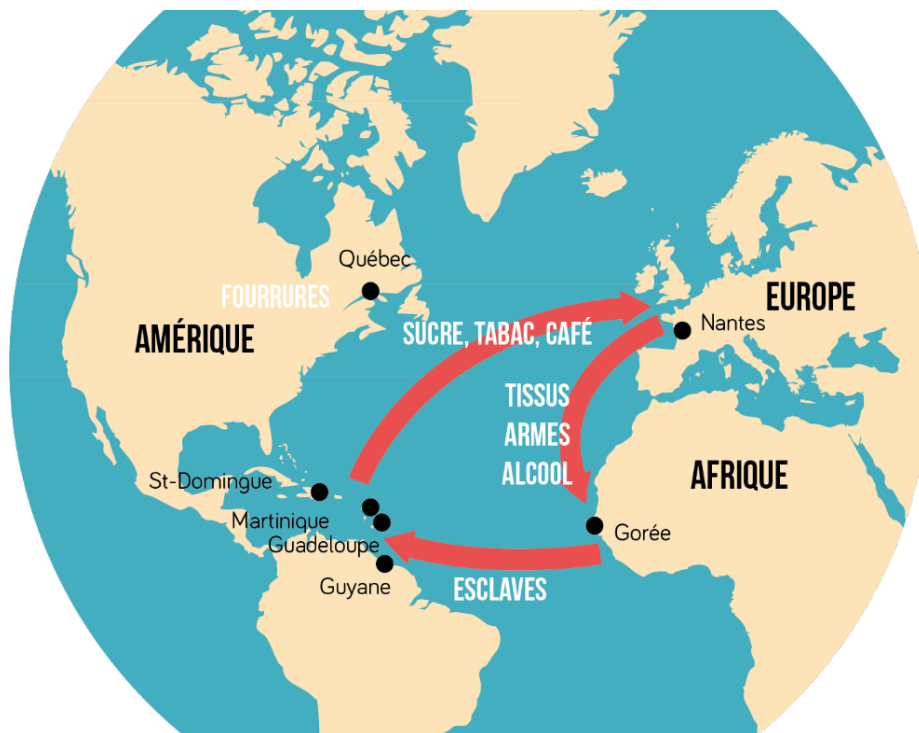 Québec
FOURRURES
EUROPE
AMÉRIQUE
SUCRE, TABAC, CAFÉ
Nantes
TISSUS
ARMES
ALCOOL
AFRIQUE
St-Domingue
Martinique
Gorée
Guadeloupe
Guyane
ESCLAVES